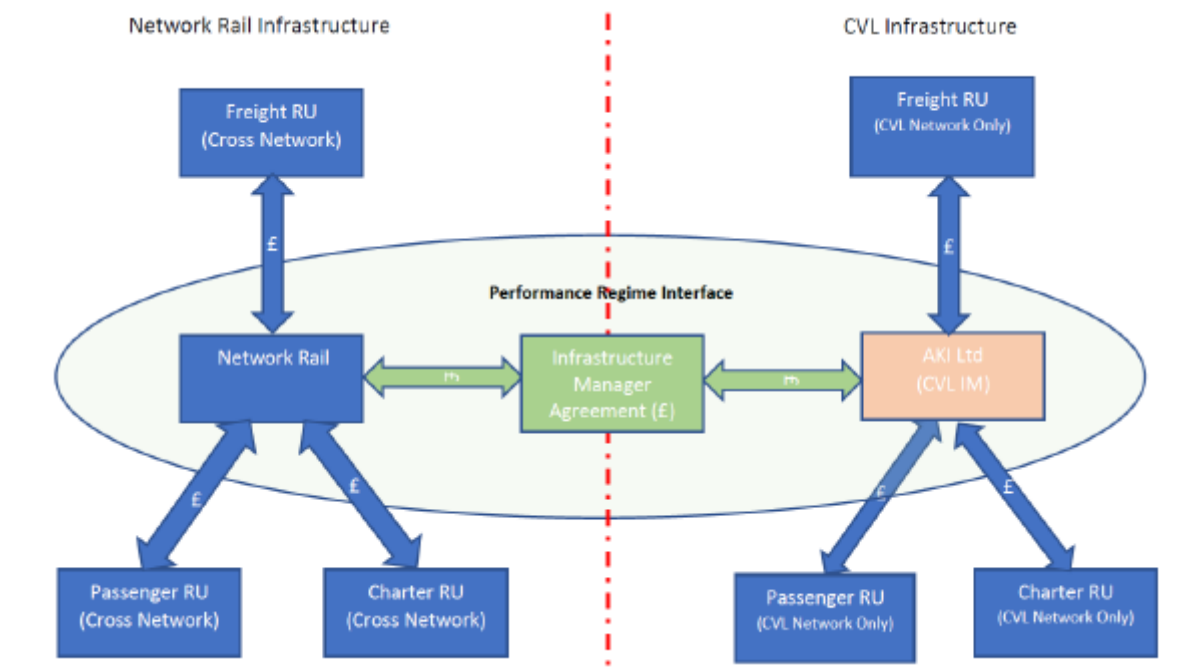 Network Rail Infrastructure
CVL Infrastructure
Freight RU
(Cross Network)
Freight RU
(CVL Network Only)
£
£
Performance Regime Interface
Network Rail
£
Infrastructure
Manager
Agreement (£)
£
AKI Ltd
(CVL IM)
£
£
£
£
Passenger RU
(Cross Network)
Charter RU
(Cross Network)
Passenger RU
(CVL Network Only)
Charter RU
(CVL Network Only)